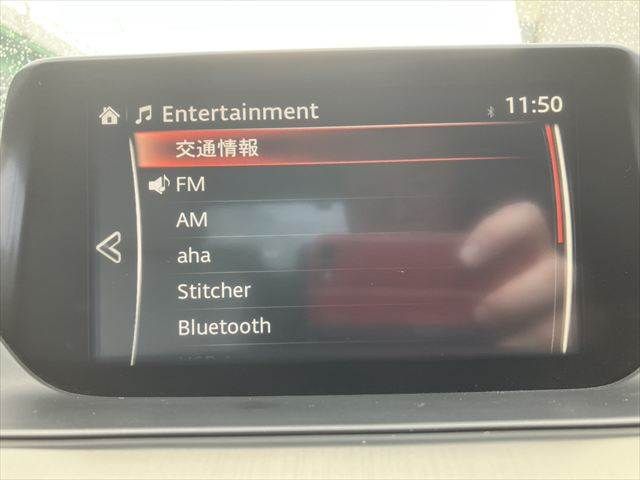 Entertainment 11:50
交通情報
FM
AM
aha
Stitcher
Bluetooth